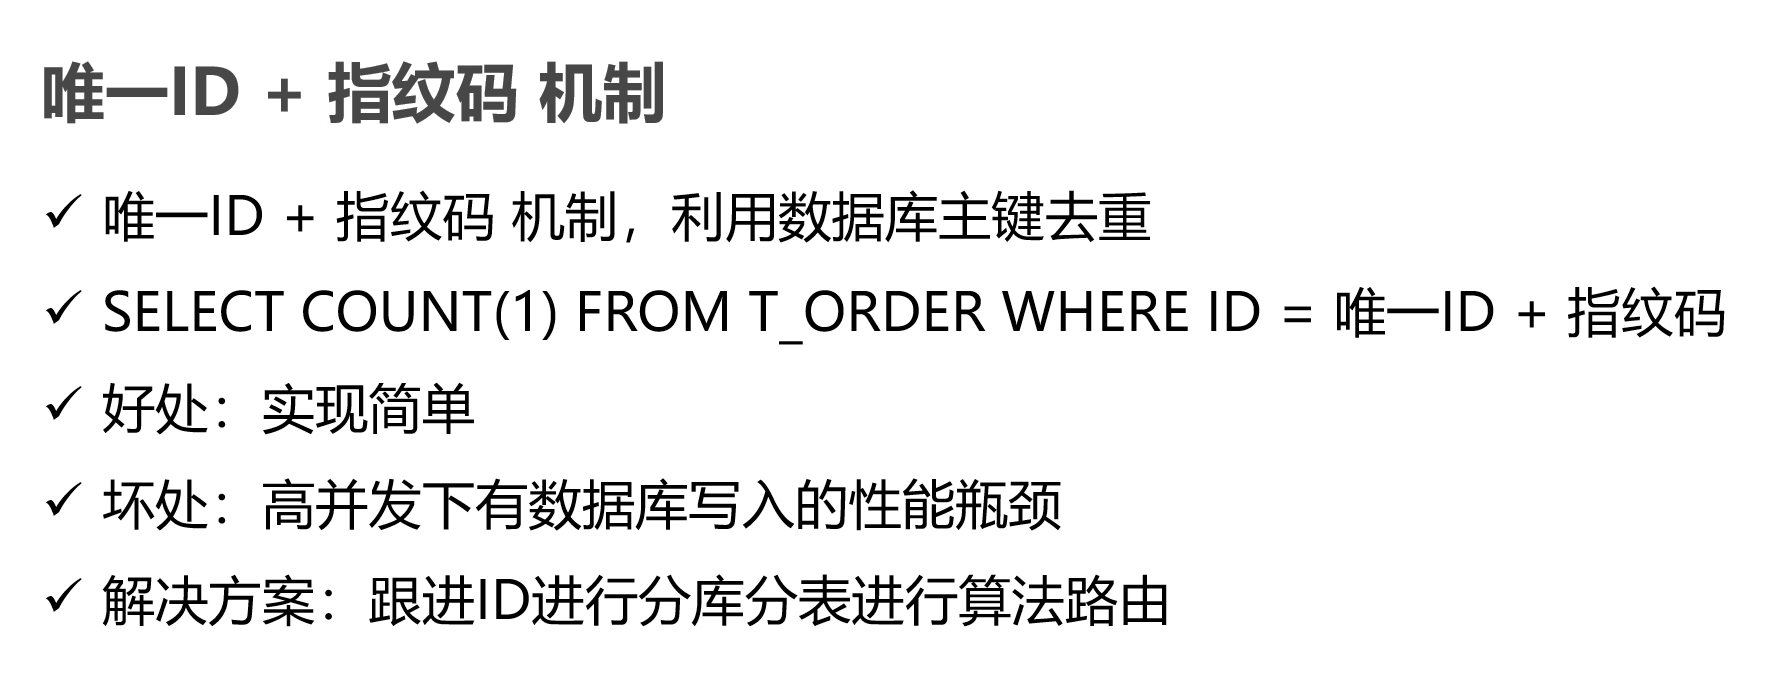 唯一ID + 指纹码 机制
✓ 唯一ID + 指纹码 机制，利用数据库主键去重
✓ SELECT COUNT(1) FROM T_ORDER WHERE ID = 唯一ID + 指纹码
✓ 好处：实现简单
✓ 坏处：高并发下有数据库写入的性能瓶颈
✓ 解决方案：跟进ID进行分库分表进行算法路由